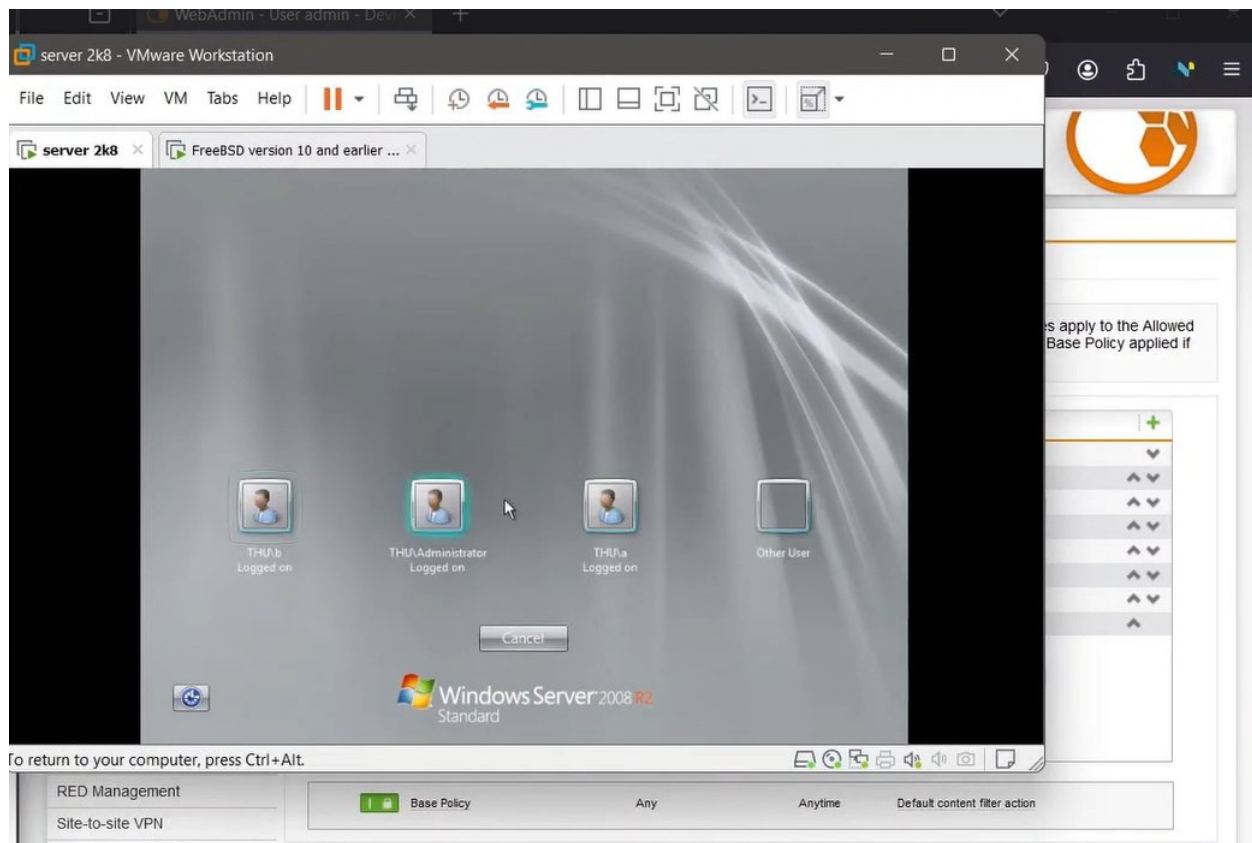 WebAdmin - User admin - Devi
server 2k8 - VMware Workstation
File Edit View VM Tabs Help
server 2k8
FreeBSD version 10 and earlier ...
es apply to the Allowed
Base Policy applied if
THU\b
Logged on
THU\Administrator
Logged on
THU\a
Logged on
Other User
Cancel
Windows Server 2008 R2
Standard
To return to your computer, press Ctrl+Alt.
RED Management
Base Policy Any Anytime Default content filter action
Site-to-site VPN